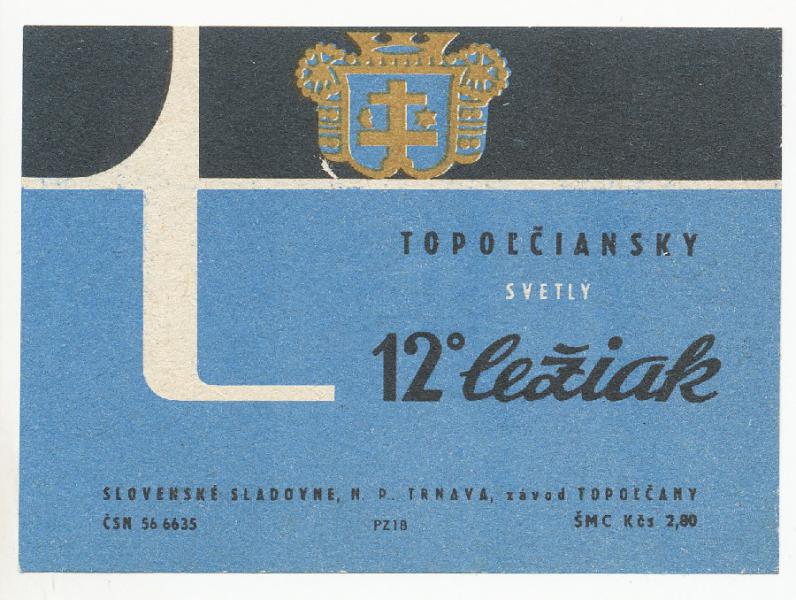 TOPOĽČIANSKY
SVETLÝ
12° ležiak
SLOVENSKÉ SLADOVNE, N. P. TRNAVA, závod TOPOĽČANY
ČSN 56 6635 PZ18 ŠMC Kčs 2,80